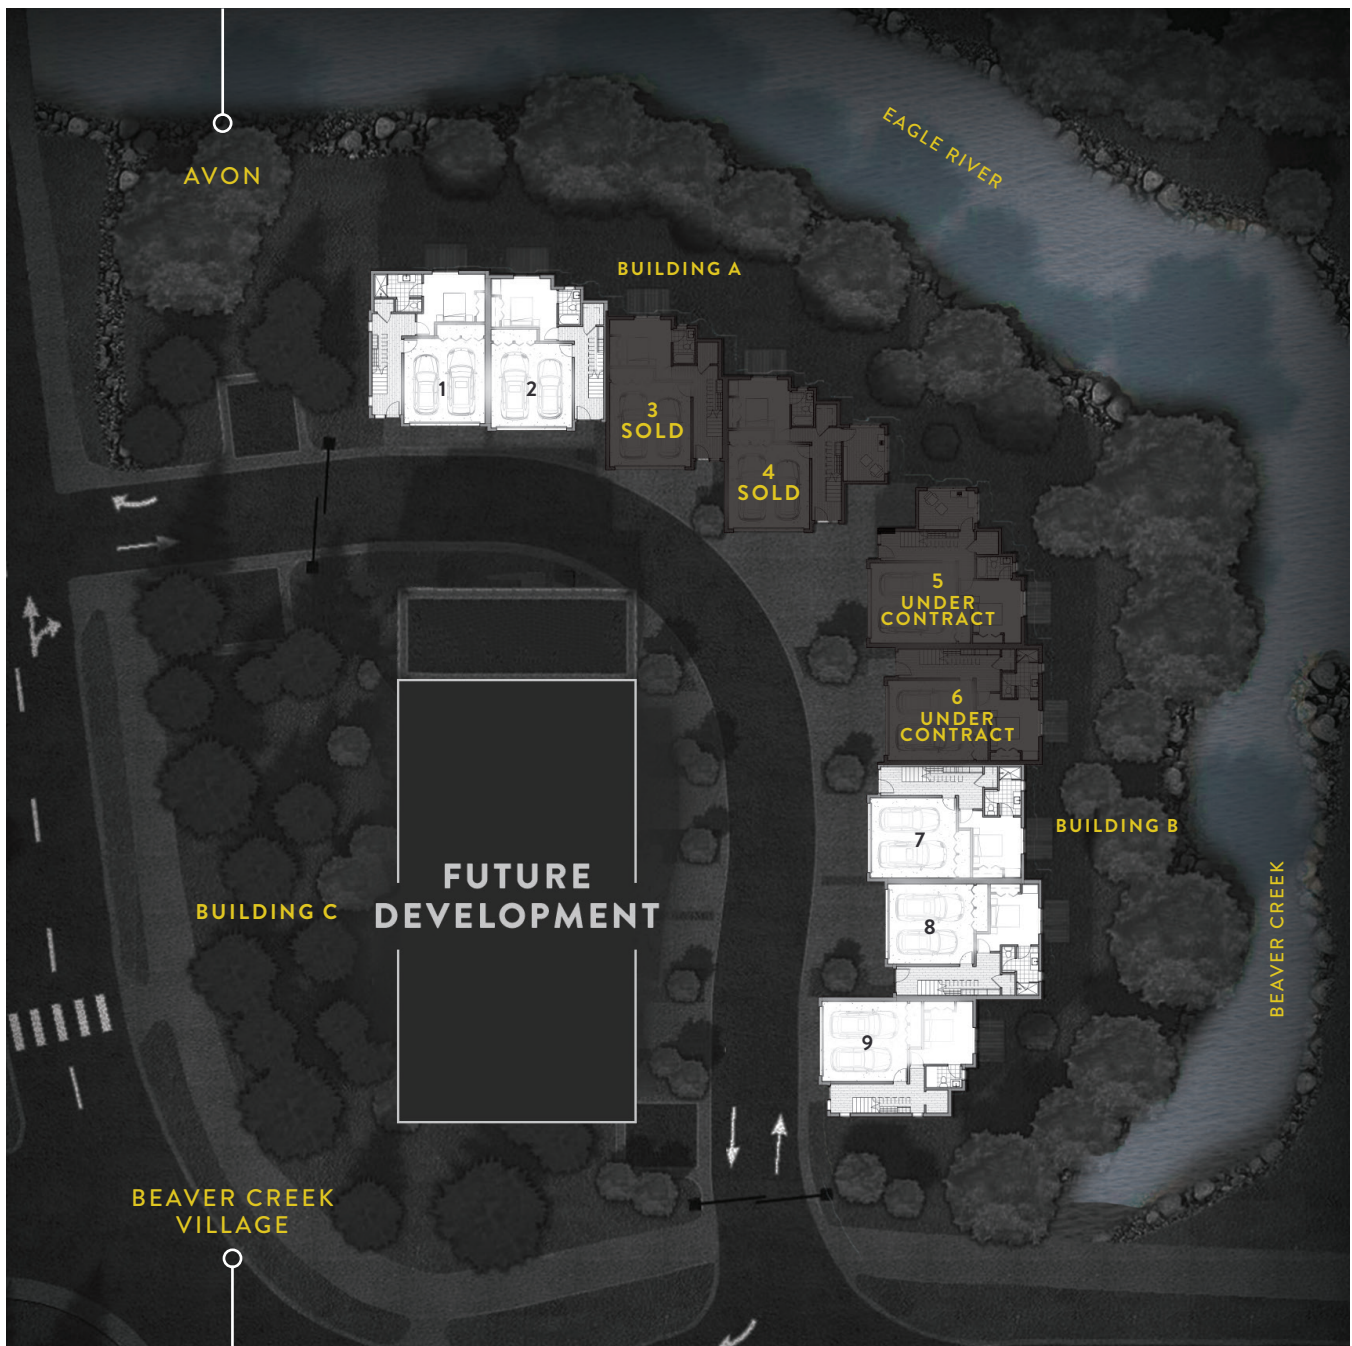 AVON
EAGLE RIVER
BUILDING A
1
2
3
SOLD
4
SOLD
5
UNDER
CONTRACT
6
UNDER
CONTRACT
7
BUILDING B
8
9
FUTURE
DEVELOPMENT
BUILDING C
BEAVER CREEK
BEAVER CREEK
VILLAGE